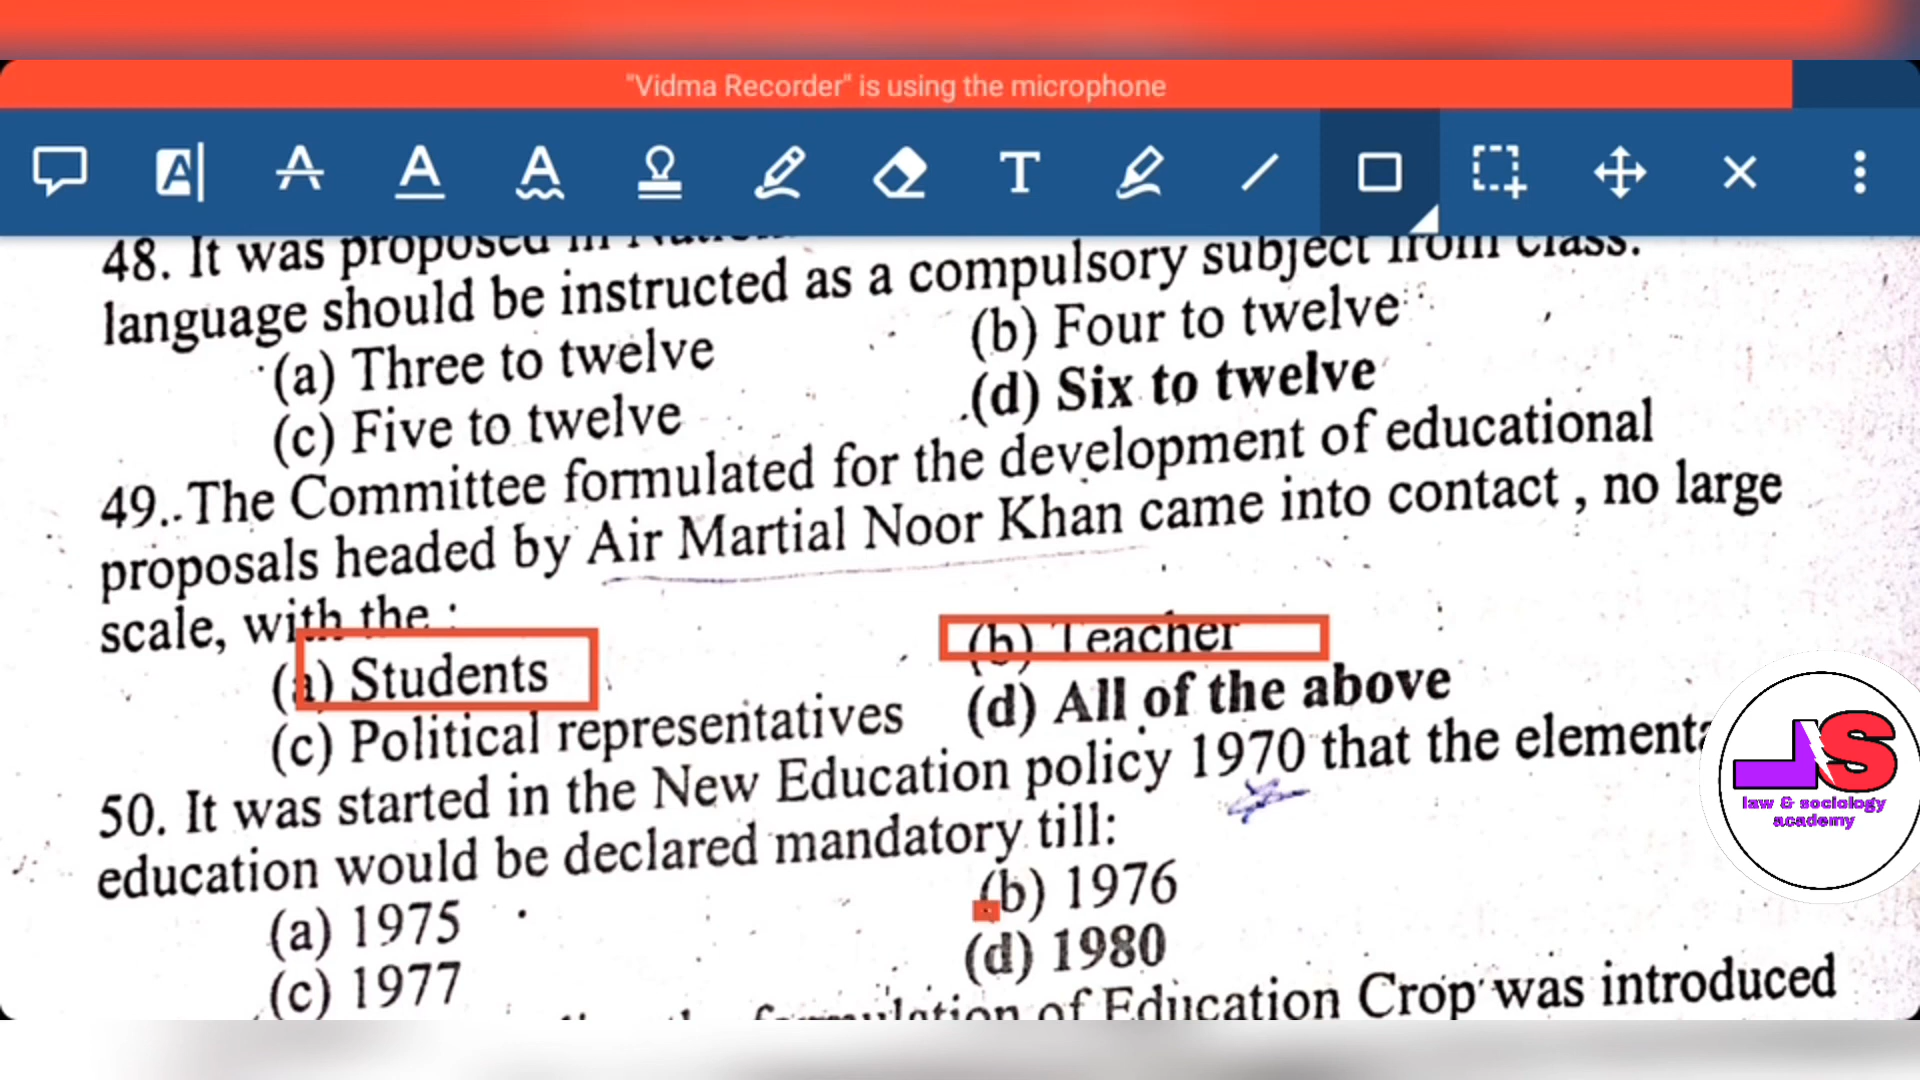 "Vidma Recorder" is using the microphone
48. It was proposed in
language should be instructed as a compulsory subject from class:
(a) Three to twelve (b) Four to twelve
(c) Five to twelve (d) Six to twelve
49. The Committee formulated for the development of educational
proposals headed by Air Martial Noor Khan came into contact , no large
scale, with the :
(a) Students (b) Teacher
(c) Political representatives (d) All of the above
50. It was started in the New Education policy 1970 that the
education would be declared mandatory till:
(a) 1975 (b) 1976
(c) 1977 (d) 1980
of Education Crop was introduced
LS
law & sociology
academy